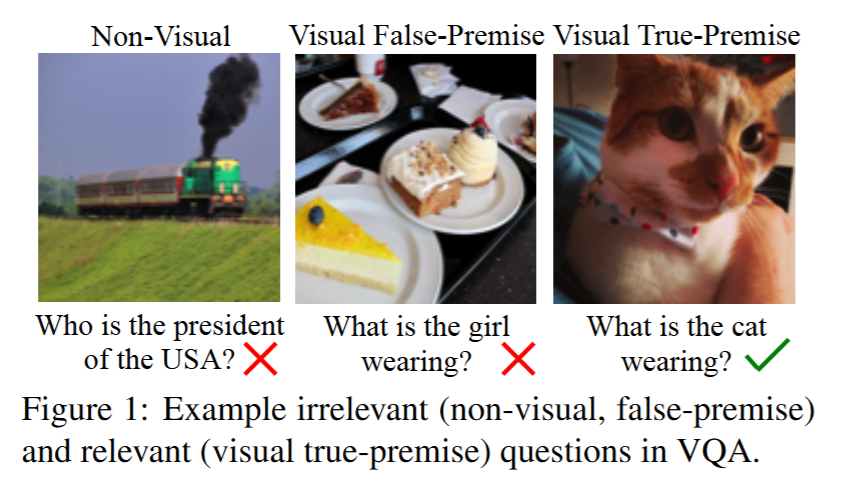 Non-Visual
Visual False-Premise
Visual True-Premise
Who is the president
of the USA?
What is the girl
wearing?
What is the cat
wearing?
Figure 1: Example irrelevant (non-visual, false-premise)
and relevant (visual true-premise) questions in VQA.